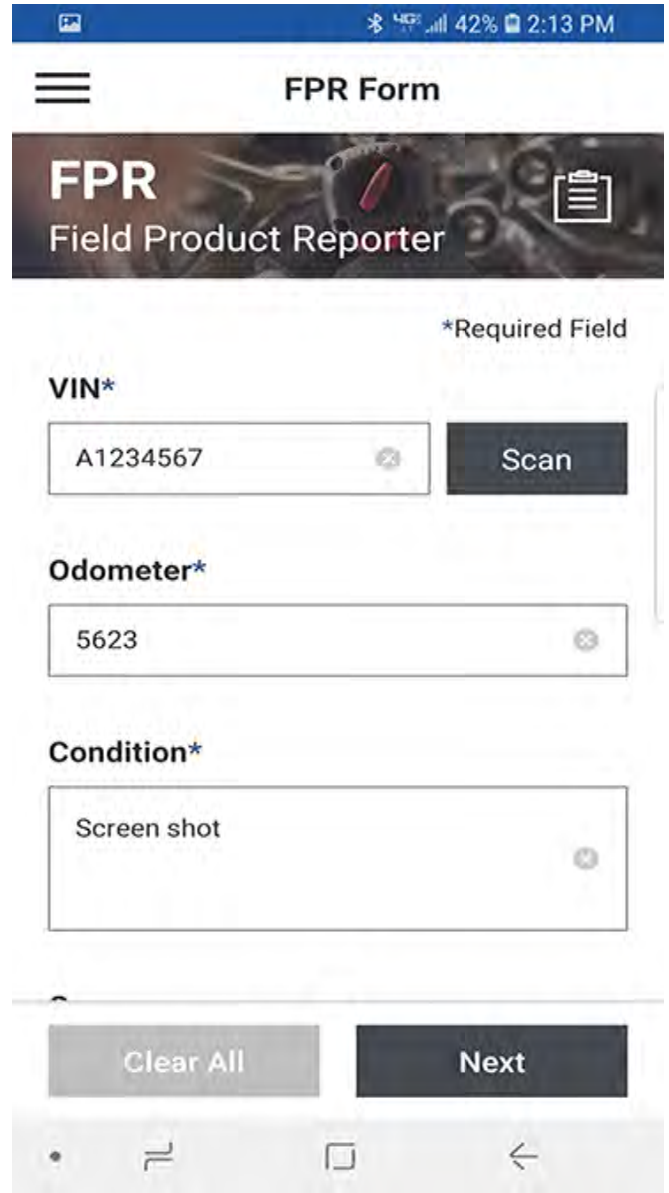 42% 2:13 PM
FPR Form
FPR
Field Product Reporter
*Required Field
VIN*
A1234567
Scan
Odometer*
5623
Condition*
Screen shot
Clear All
Next